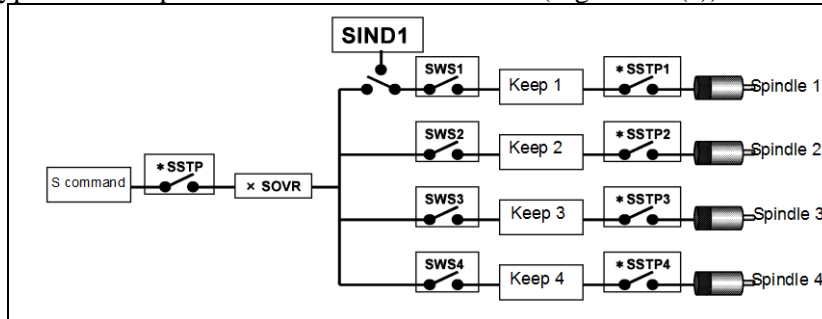 SIND1
SWS1 Keep 1 *SSTP1 Spindle 1
SWS2 Keep 2 *SSTP2 Spindle 2
S command *SSTP × SOVR
SWS3 Keep 3 *SSTP3 Spindle 3
SWS4 Keep 4 *SSTP4 Spindle 4